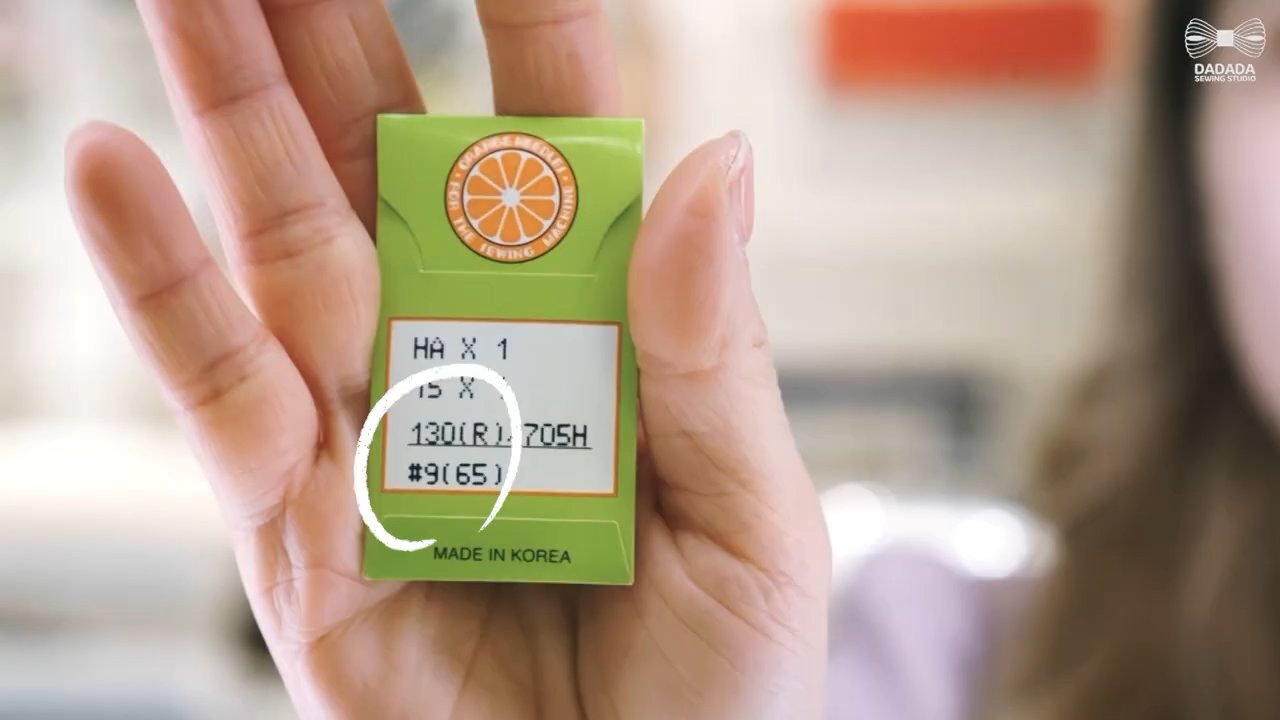 DADADA
SEWING STUDIO
ORANGE NEEDLES • FOR THE SEWING MACHINE •
HA X 1
15 X
130(R) 705H
#9(65)
MADE IN KOREA